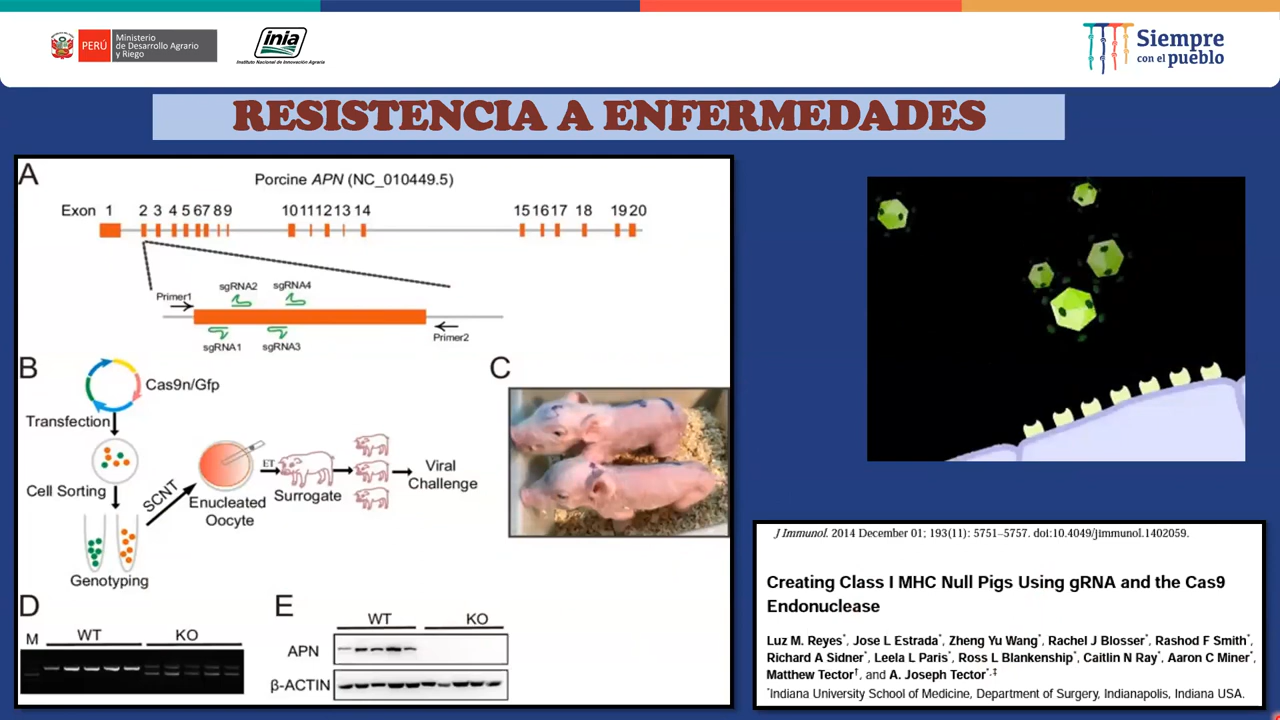 PERÚ
Ministerio
de Desarrollo Agrario
y Riego
inia
Instituto Nacional de Innovación Agraria
Siempre
con el pueblo
RESISTENCIA A ENFERMEDADES
A
Porcine APN (NC_010449.5)
Exon 1 2 3 4 5 6 7 8 9 10 11 12 13 14 15 16 17 18 19 20
sgRNA2 sgRNA4
Primer1
Primer2
sgRNA1 sgRNA3
B
Cas9n/Gfp
Transfection
Cell Sorting
SCNT
Enucleated
Oocyte
ET
Surrogate
Viral
Challenge
Genotyping
C
D
M WT KO
E
WT KO
APN
β-ACTIN
J Immunol. 2014 December 01; 193(11): 5751–5757. doi:10.4049/jimmunol.1402059.
Creating Class I MHC Null Pigs Using gRNA and the Cas9
Endonuclease
Luz M. Reyes*, Jose L Estrada*, Zheng Yu Wang*, Rachel J Blosser*, Rashod F Smith*,
Richard A Sidner*, Leela L Paris*, Ross L Blankenship*, Caitlin N Ray*, Aaron C Miner*,
Matthew Tector†, and A. Joseph Tector*,‡
*Indiana University School of Medicine, Department of Surgery, Indianapolis, Indiana USA.